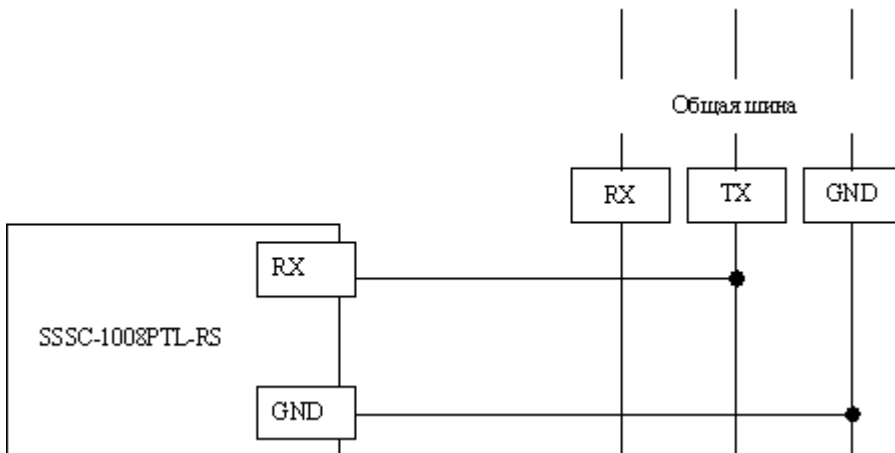 Общая шина
RX
TX
GND
RX
SSSC-1008PTL-RS
GND